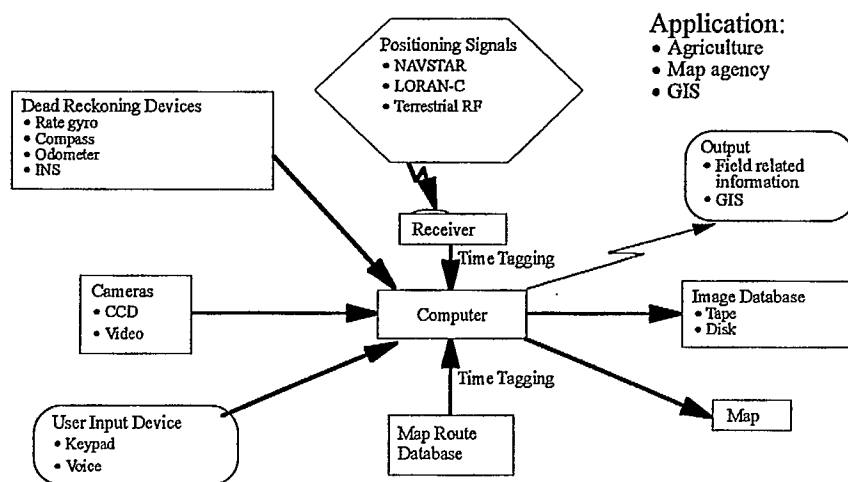 Application:
• Agriculture
• Map agency
• GIS
Positioning Signals
• NAVSTAR
• LORAN-C
• Terrestrial RF
Dead Reckoning Devices
• Rate gyro
• Compass
• Odometer
• INS
Output
• Field related
information
• GIS
Receiver
Time Tagging
Cameras
• CCD
• Video
Computer
Image Database
• Tape
• Disk
Time Tagging
User Input Device
• Keypad
• Voice
Map Route
Database
Map